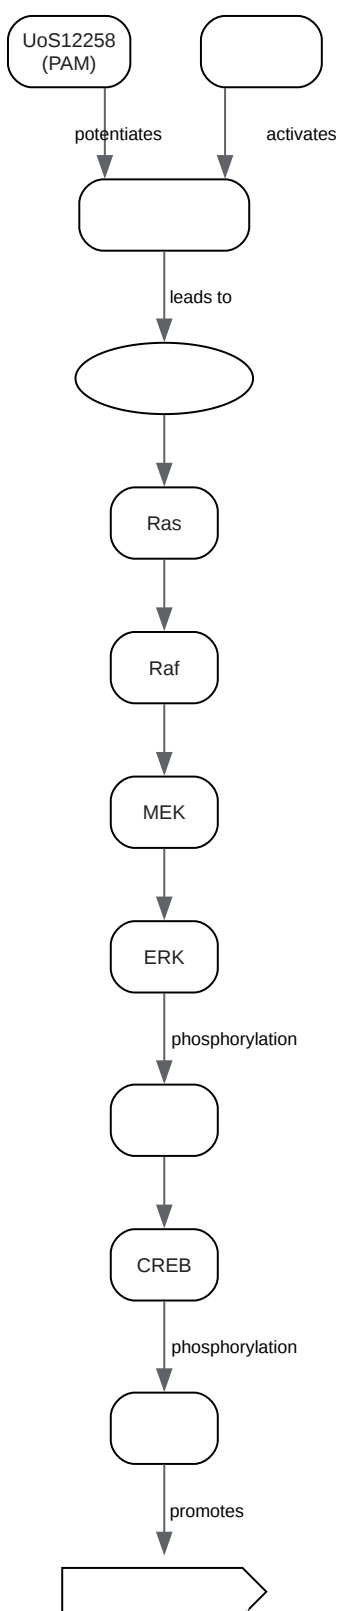 UoS12258
(PAM)
potentiates
activates
leads to
Ras
Raf
MEK
ERK
phosphorylation
CREB
phosphorylation
promotes